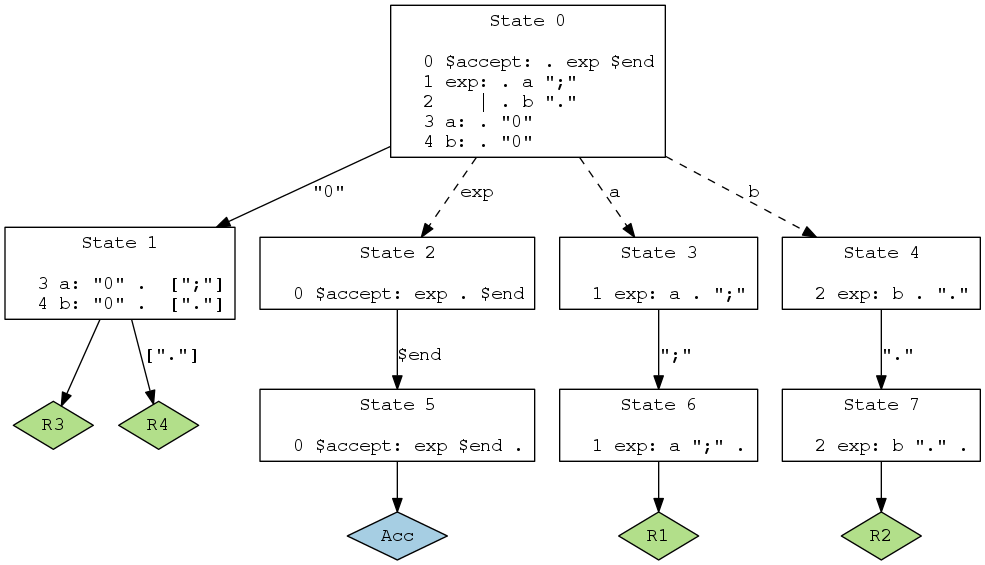 State 0
0 $accept: . exp $end
1 exp: . a ";"
2    | . b "."
3 a: . "0"
4 b: . "0"
"0"
exp
a
b
State 1
3 a: "0" .  [";"]
4 b: "0" .  ["."]
State 2
0 $accept: exp . $end
State 3
1 exp: a . ";"
State 4
2 exp: b . "."
["."]
$end
";"
"."
R3
R4
State 5
0 $accept: exp $end .
State 6
1 exp: a ";" .
State 7
2 exp: b "." .
Acc
R1
R2